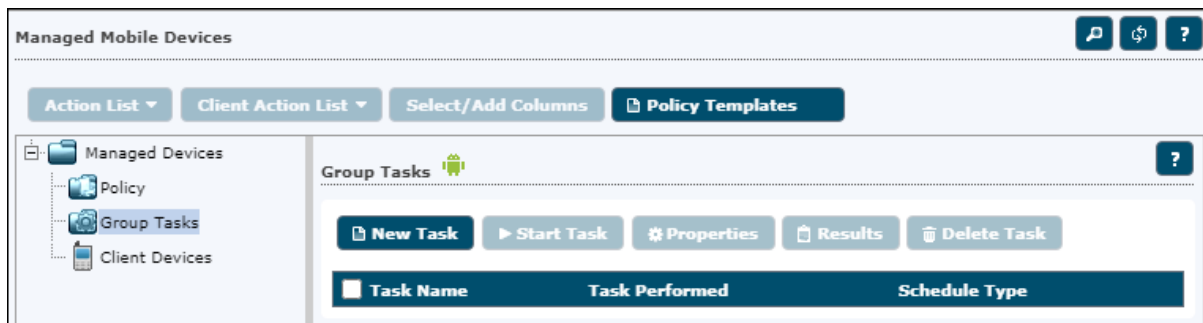 Managed Mobile Devices
?
Action List Client Action List Select/Add Columns Policy Templates
Managed Devices
Policy
Group Tasks
Client Devices
Group Tasks
?
New Task Start Task Properties Results Delete Task
Task Name Task Performed Schedule Type